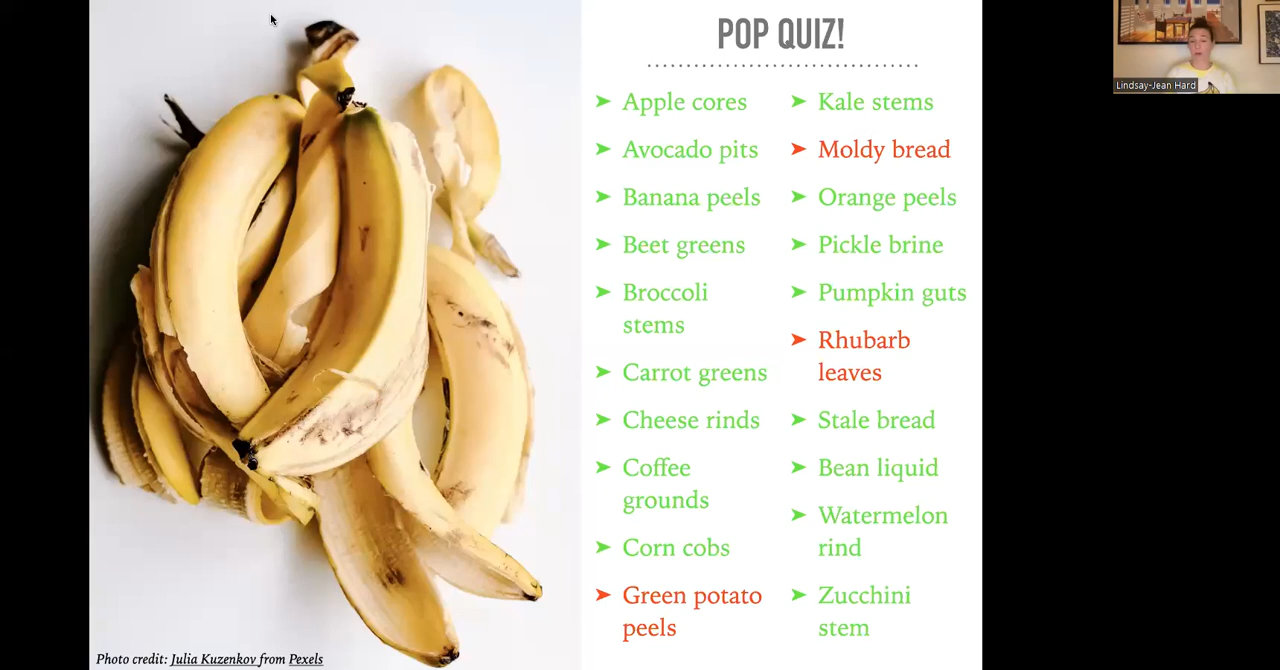 POP QUIZ!
➤ Apple cores
➤ Avocado pits
➤ Banana peels
➤ Beet greens
➤ Broccoli
stems
➤ Carrot greens
➤ Cheese rinds
➤ Coffee
grounds
➤ Corn cobs
➤ Green potato
peels
➤ Kale stems
➤ Moldy bread
➤ Orange peels
➤ Pickle brine
➤ Pumpkin guts
➤ Rhubarb
leaves
➤ Stale bread
➤ Bean liquid
➤ Watermelon
rind
➤ Zucchini
stem
Photo credit: Julia Kuzenkov from Pexels
Lindsay-Jean Hard